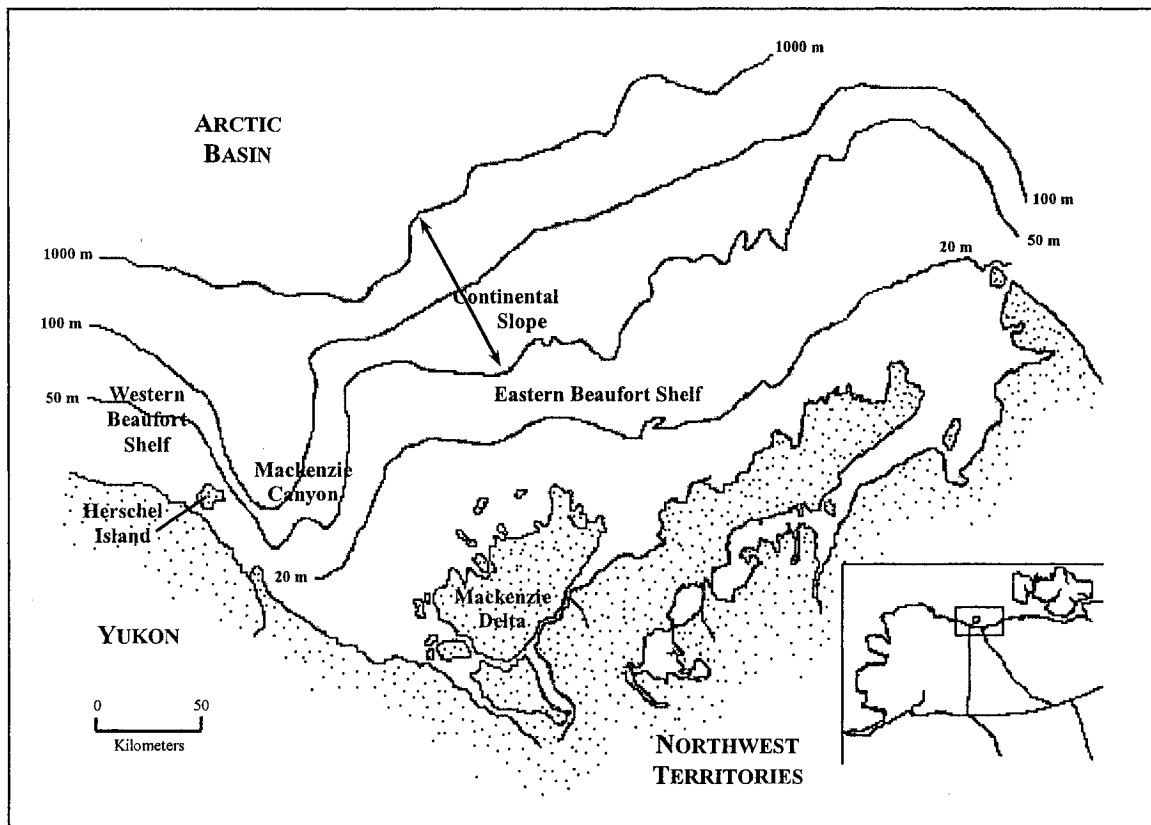 1000 m
ARCTIC
BASIN
100 m
50 m
20 m
1000 m
Continental
Slope
100 m
Western
Beaufort
Shelf
50 m
Eastern Beaufort Shelf
Mackenzie
Canyon
Herschel
Island
20 m
Mackenzie
Delta
YUKON
0 50
Kilometers
NORTHWEST
TERRITORIES